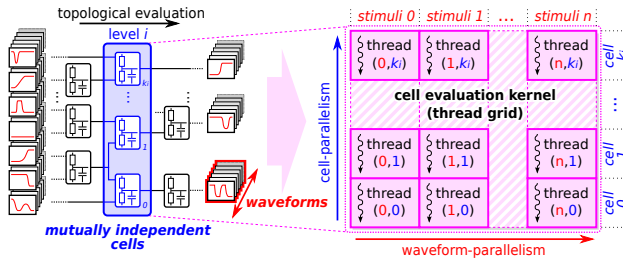 topological evaluation
level i
ki
1
0
mutually independent
cells
waveforms
stimuli 0 stimuli 1 ... stimuli n
cell-parallelism
thread thread thread
(0,ki) (1,ki) (n,ki)
cell ki
cell evaluation kernel
(thread grid)
...
thread thread thread
(0,1) (1,1) (n,1)
cell 1
thread thread thread
(0,0) (1,0) (n,0)
cell 0
waveform-parallelism